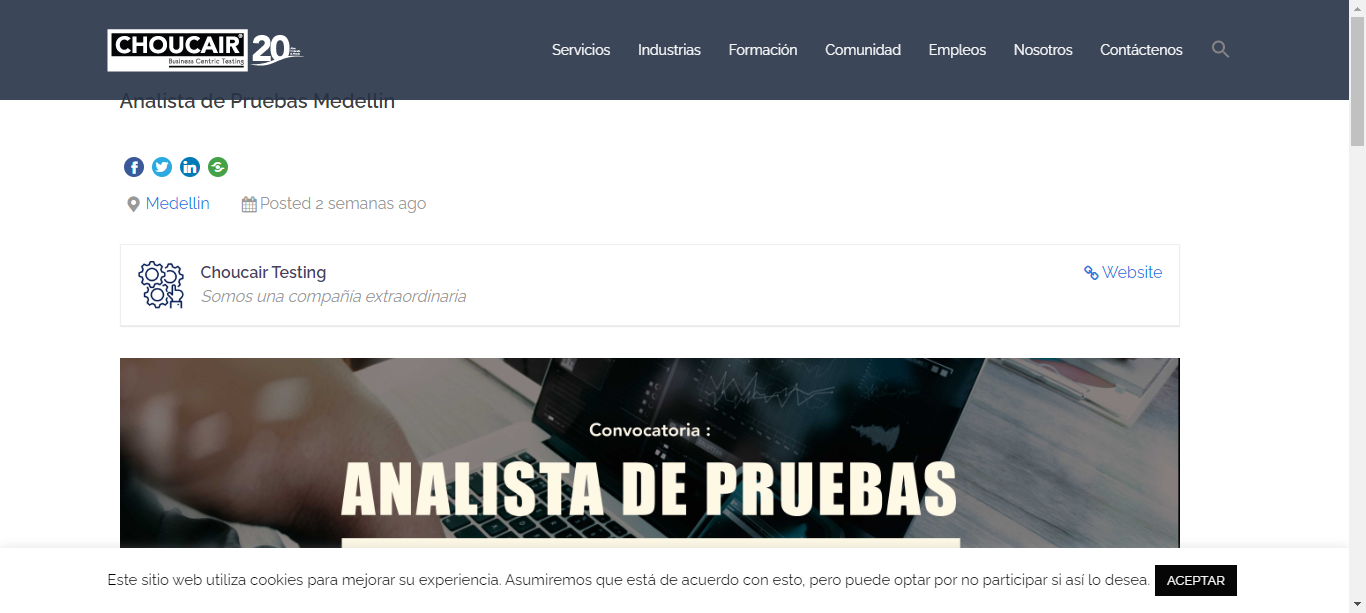 CHOUCAIR®
Business Centric Testing
20
Servicios Industrias Formación Comunidad Empleos Nosotros Contáctenos
Analista de Pruebas Medellin
Medellin Posted 2 semanas ago
Choucair Testing Website
Somos una compañía extraordinaria
Convocatoria :
ANALISTA DE PRUEBAS
Este sitio web utiliza cookies para mejorar su experiencia. Asumiremos que está de acuerdo con esto, pero puede optar por no participar si así lo desea. ACEPTAR